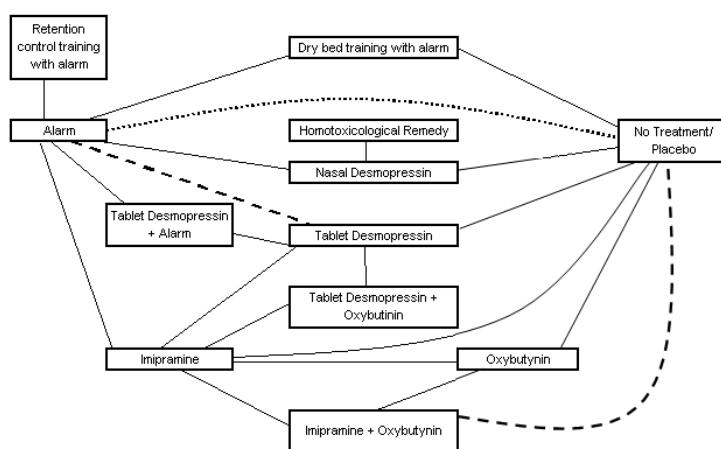 Retention
control training
with alarm
Dry bed training with alarm
Alarm
Homotoxicological Remedy
No Treatment/
Placebo
Nasal Desmopressin
Tablet Desmopressin
+ Alarm
Tablet Desmopressin
Tablet Desmopressin +
Oxybutinin
Imipramine
Oxybutynin
Imipramine + Oxybutynin